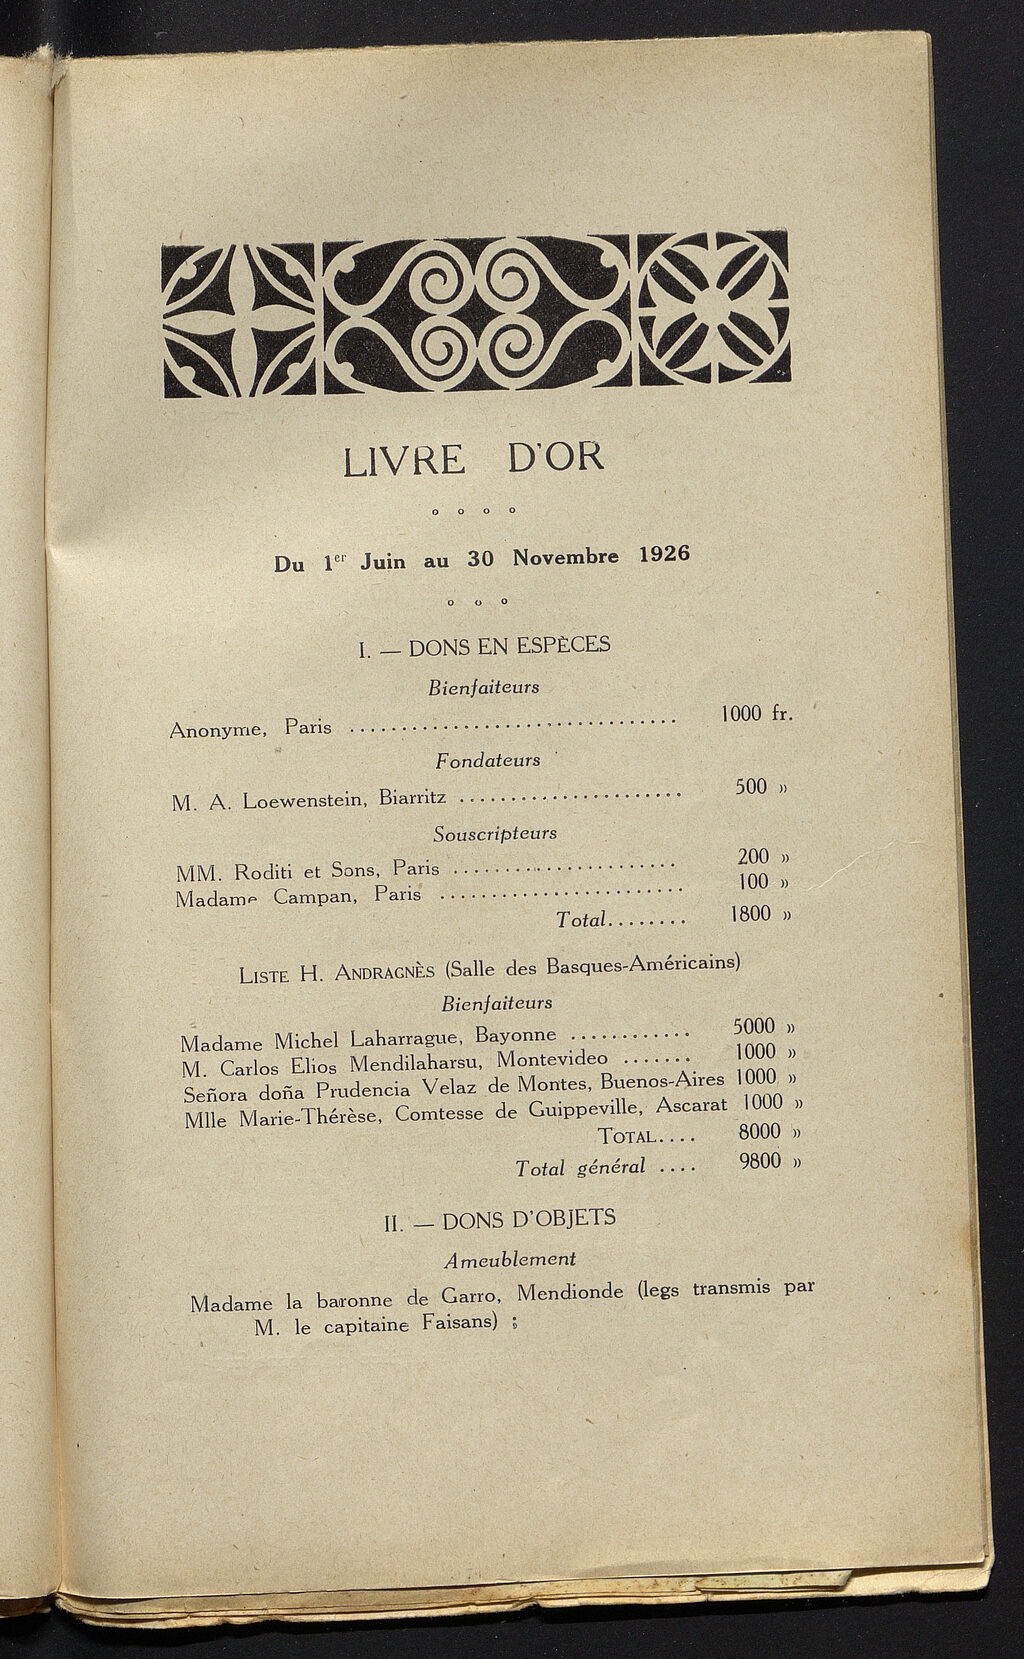 LIVRE D'OR
Du 1er Juin au 30 Novembre 1926
I. — DONS EN ESPÈCES
Bienfaiteurs
Anonyme, Paris ................................ 1000 fr.
Fondateurs
M. A. Loewenstein, Biarritz ...................... 500 »
Souscripteurs
MM. Roditi et Sons, Paris ...................... 200 »
Madame Campan, Paris ........................ 100 »
Total........ 1800 »
LISTE H. ANDRAGNÈS (Salle des Basques-Américains)
Bienfaiteurs
Madame Michel Laharrague, Bayonne ............ 5000 »
M. Carlos Elios Mendilaharsu, Montevideo ....... 1000 »
Señora doña Prudencia Velaz de Montes, Buenos-Aires 1000 »
Mlle Marie-Thérèse, Comtesse de Guippeville, Ascarat 1000 »
TOTAL.... 8000 »
Total général .... 9800 »
II. — DONS D'OBJETS
Ameublement
Madame la baronne de Garro, Mendionde (legs transmis par
M. le capitaine Faisans) ;